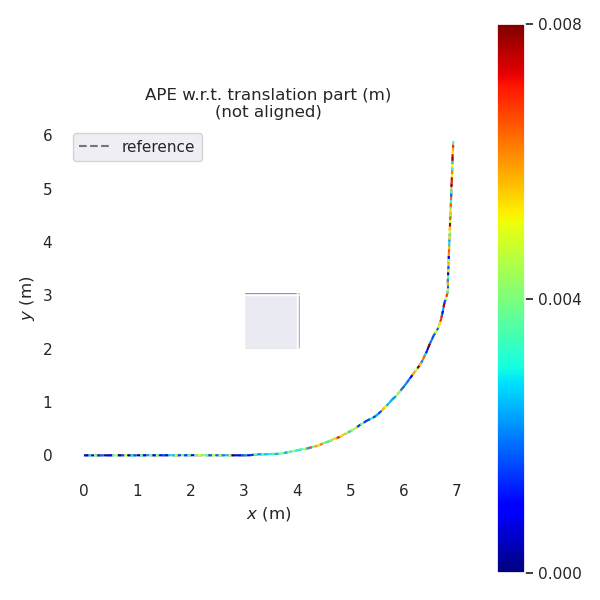 APE w.r.t. translation part (m)
(not aligned)
reference
6
5
4
3
2
1
0
y (m)
0 1 2 3 4 5 6 7
x (m)
0.008
0.004
0.000